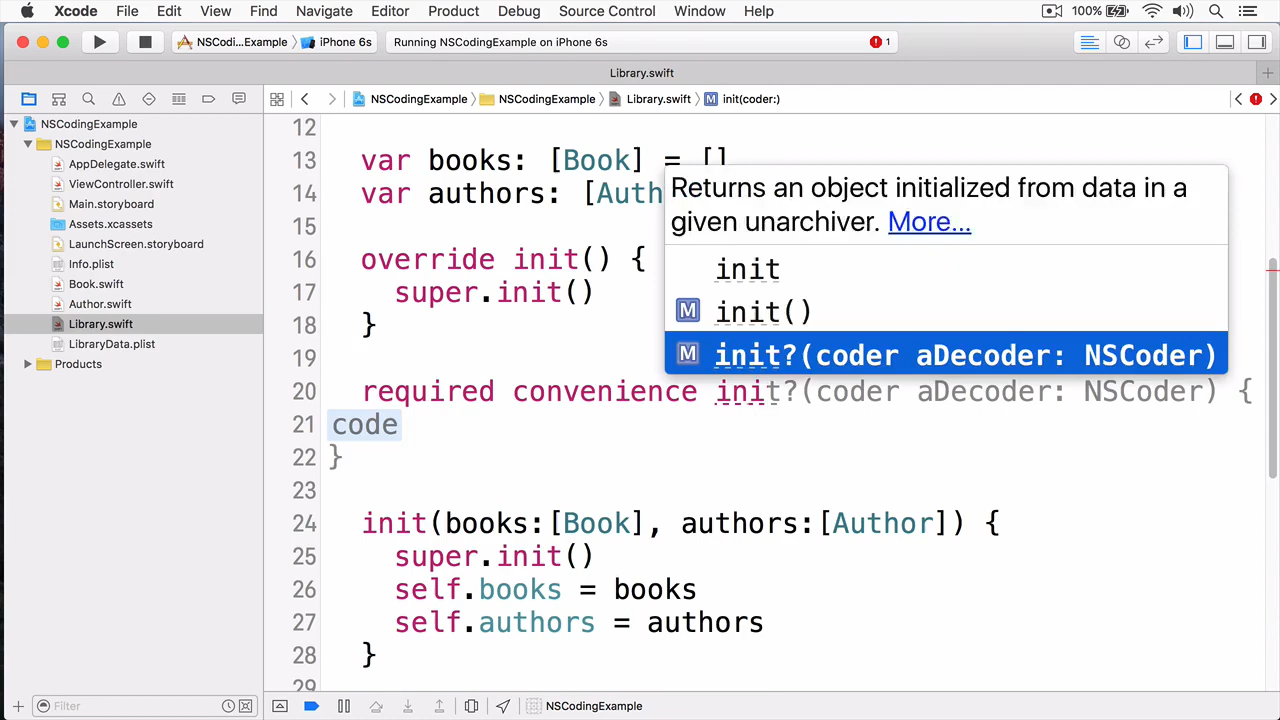 Xcode File Edit View Find Navigate Editor Product Debug Source Control Window Help 100%
NSCodi...Example iPhone 6s Running NSCodingExample on iPhone 6s 1
Library.swift
NSCodingExample NSCodingExample Library.swift M init(coder:)
NSCodingExample
NSCodingExample
AppDelegate.swift
ViewController.swift
Main.storyboard
Assets.xcassets
LaunchScreen.storyboard
Info.plist
Book.swift
Author.swift
Library.swift
LibraryData.plist
Products
12
13 var books: [Book] = []
14 var authors: [Auth
15
16 override init() {
17 super.init()
18 }
19
20 required convenience init?(coder aDecoder: NSCoder) {
21 code
22 }
23
24 init(books:[Book], authors:[Author]) {
25 super.init()
26 self.books = books
27 self.authors = authors
28 }
29
Returns an object initialized from data in a
given unarchiver. More...
init
M init()
M init?(coder aDecoder: NSCoder)
Filter
NSCodingExample